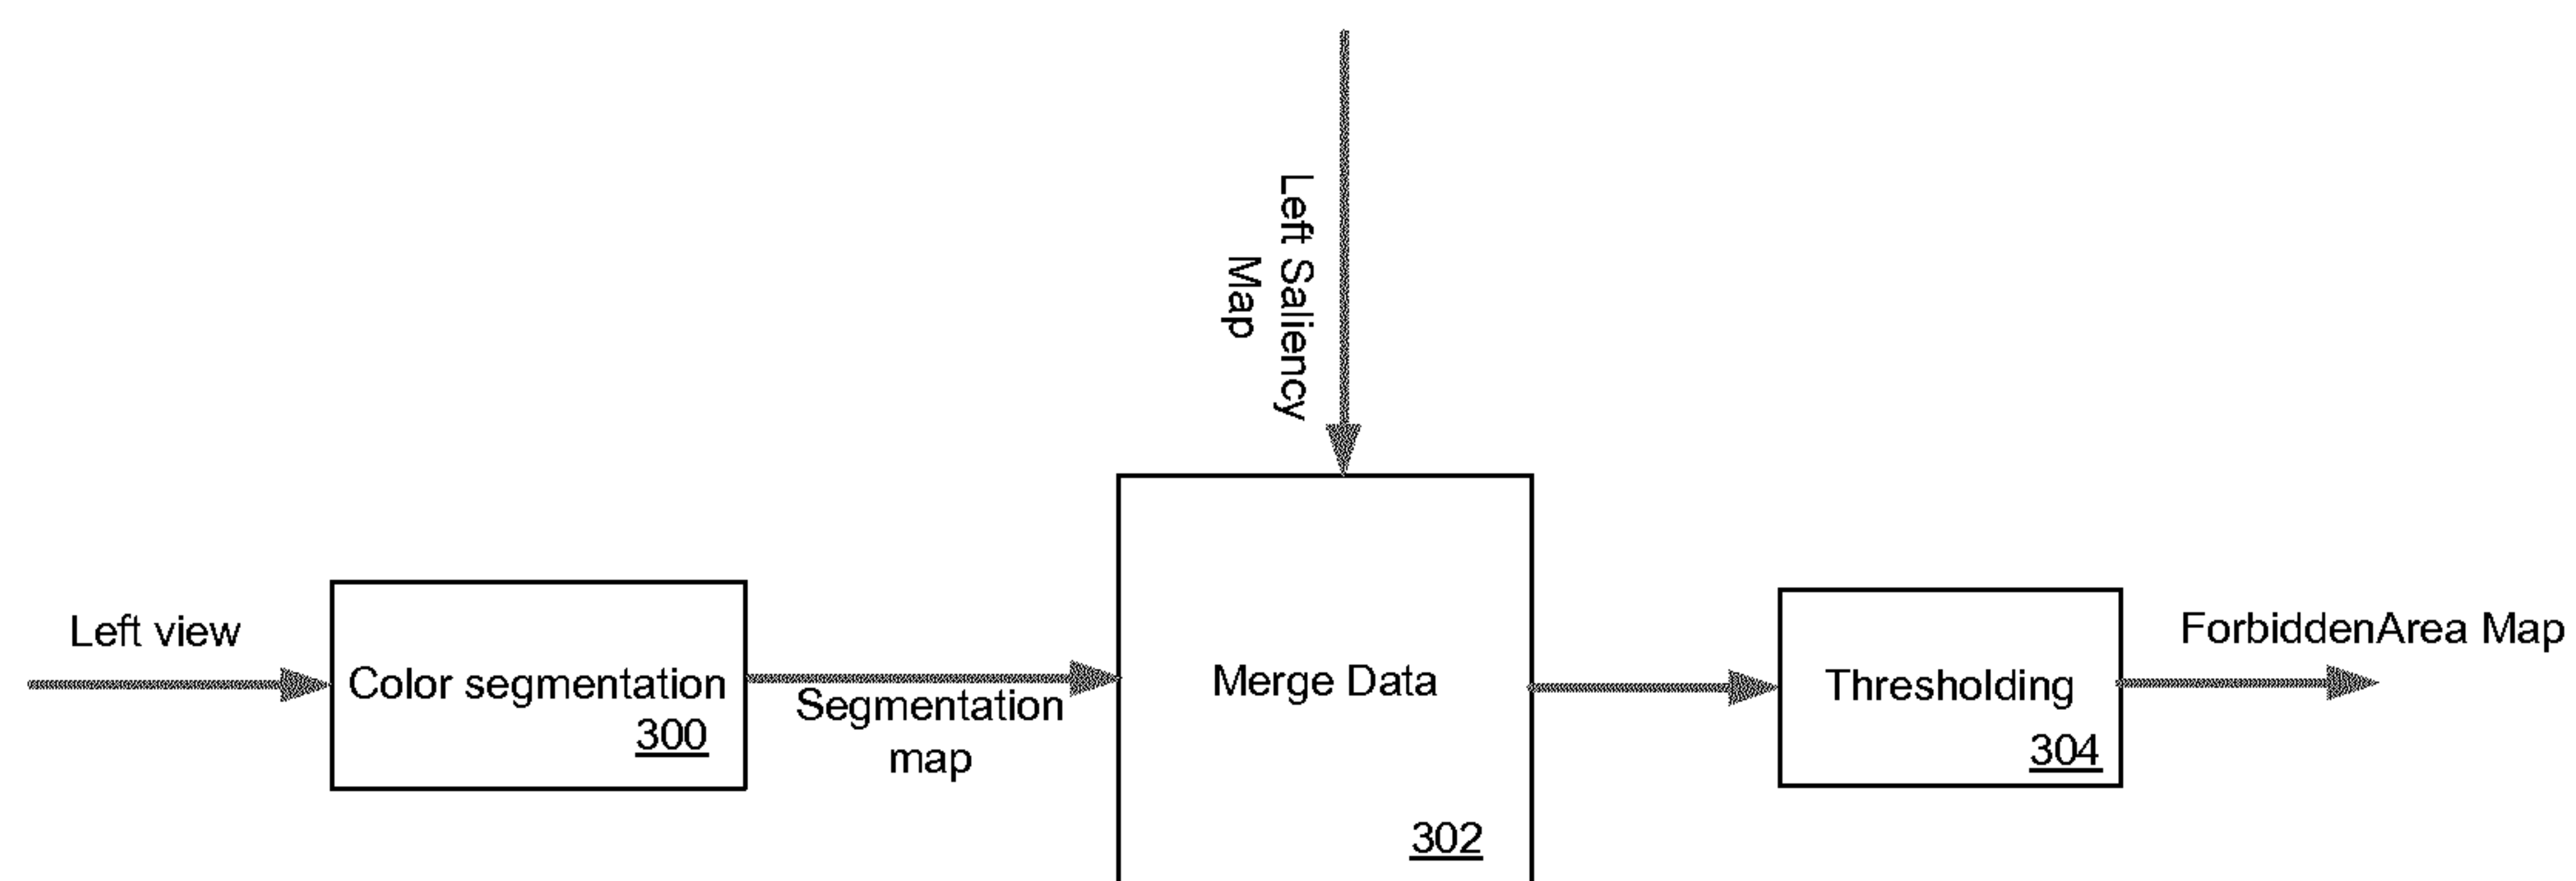 Left Saliency
Map
Left view
Color segmentation
300
Segmentation
map
Merge Data
302
Thresholding
304
ForbiddenArea Map